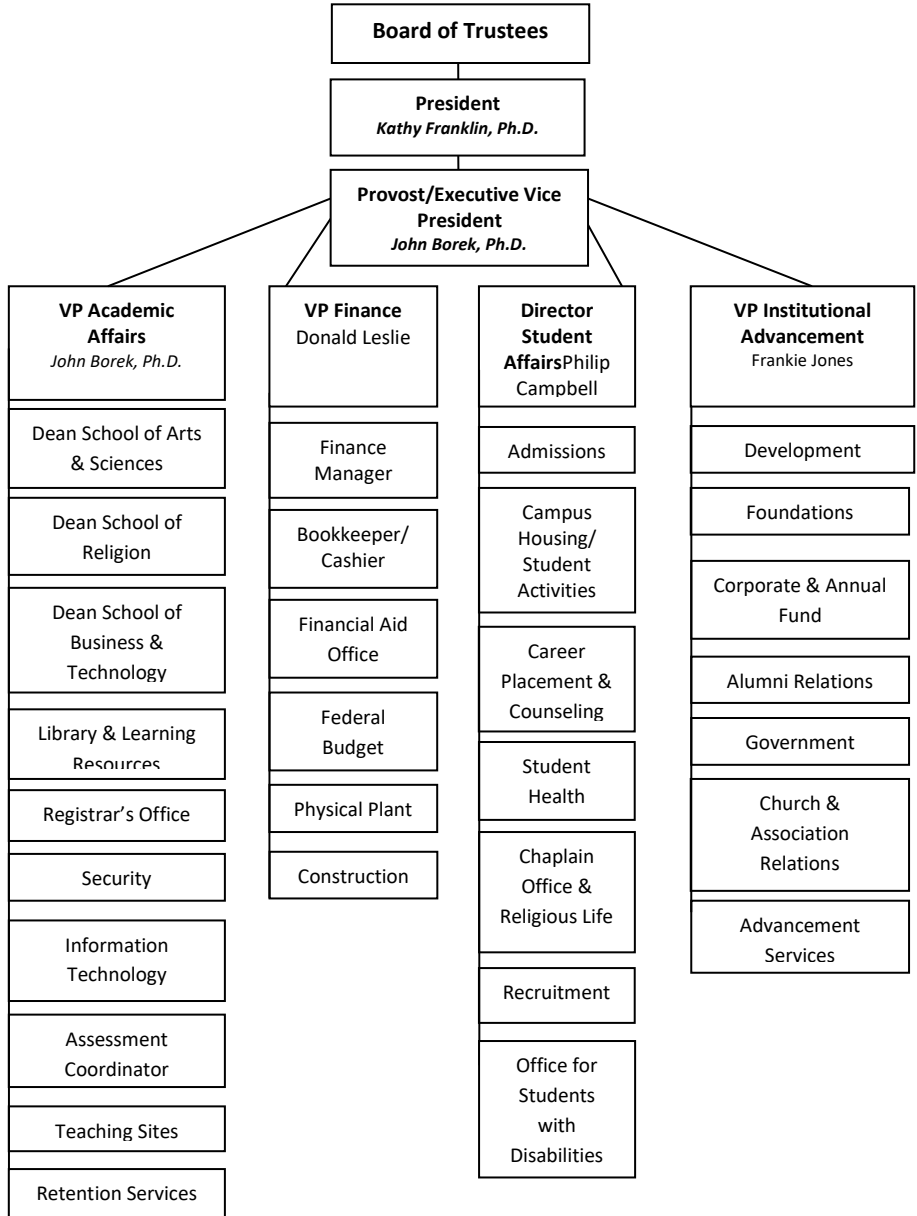 Board of Trustees
President
Kathy Franklin, Ph.D.
Provost/Executive Vice
President
John Borek, Ph.D.
VP Academic
Affairs
John Borek, Ph.D.
Dean School of Arts
& Sciences
Dean School of
Religion
Dean School of
Business &
Technology
Library & Learning
Resources
Registrar's Office
Security
Information
Technology
Assessment
Coordinator
Teaching Sites
Retention Services
VP Finance
Donald Leslie
Finance
Manager
Bookkeeper/
Cashier
Financial Aid
Office
Federal
Budget
Physical Plant
Construction
Director
Student
AffairsPhilip
Campbell
Admissions
Campus
Housing/
Student
Activities
Career
Placement &
Counseling
Student
Health
Chaplain
Office &
Religious Life
Recruitment
Office for
Students
with
Disabilities
VP Institutional
Advancement
Frankie Jones
Development
Foundations
Corporate & Annual
Fund
Alumni Relations
Government
Church &
Association
Relations
Advancement
Services